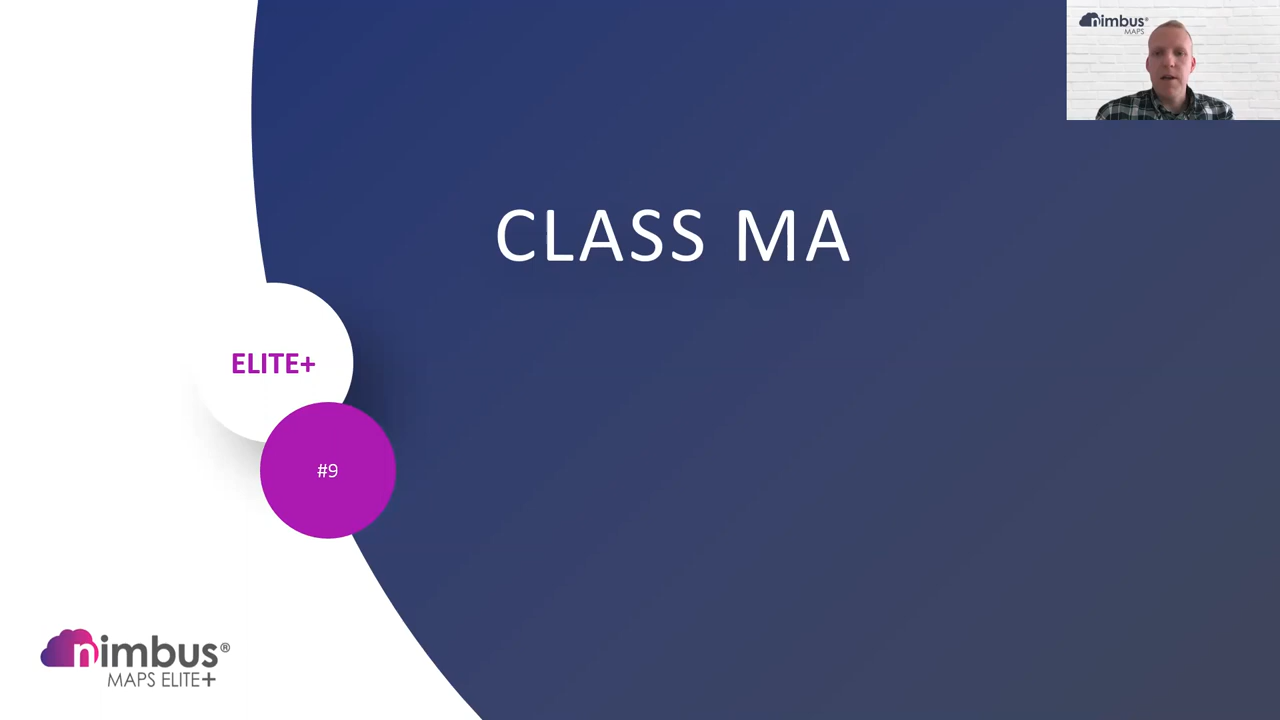 nimbus®
MAPS
CLASS MA
ELITE+
#9
nimbus®
MAPS ELITE+